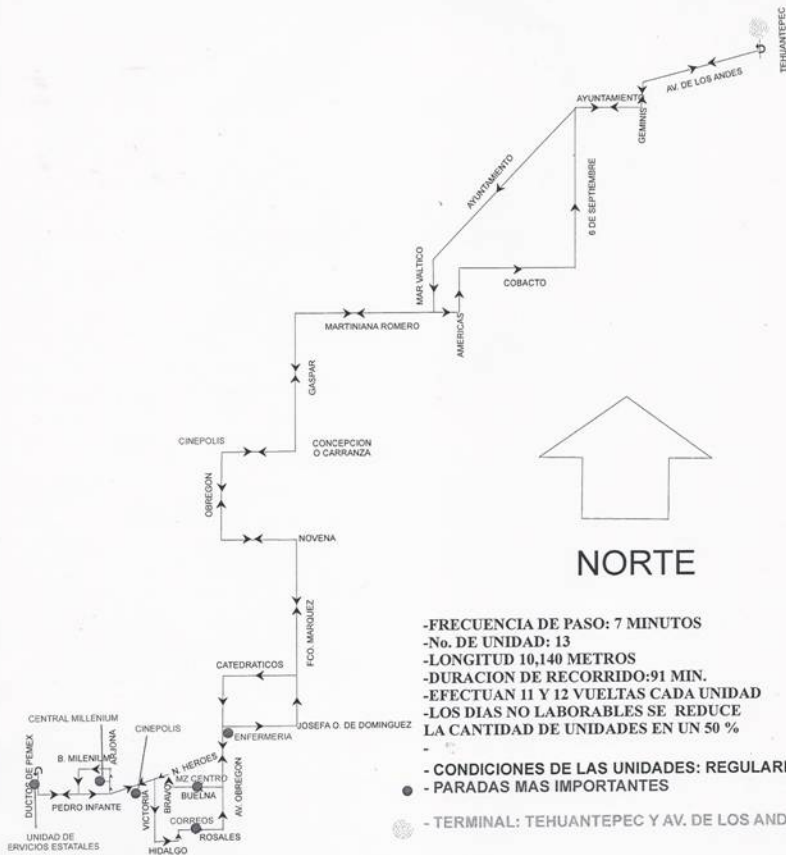 TEHUANTEPEC
AV. DE LOS ANDES
AYUNTAMIENTO
GEMINIS
AYUNTAMIENTO
6 DE SEPTIEMBRE
MAR VALTICO
COBACTO
AMERICAS
MARTINIANA ROMERO
GASPAR
CINEPOLIS
CONCEPCION
O CARRANZA
OBREGON
NOVENA
NORTE
FCO. MARQUEZ
-FRECUENCIA DE PASO: 7 MINUTOS
-No. DE UNIDAD: 13
-LONGITUD 10,140 METROS
-DURACION DE RECORRIDO:91 MIN.
-EFECTUAN 11 Y 12 VUELTAS CADA UNIDAD
-LOS DIAS NO LABORABLES SE REDUCE
LA CANTIDAD DE UNIDADES EN UN 50 %
-
- CONDICIONES DE LAS UNIDADES: REGULARE
- PARADAS MAS IMPORTANTES
- TERMINAL: TEHUANTEPEC Y AV. DE LOS AND
CATEDRATICOS
JOSEFA O. DE DOMINGUEZ
ENFERMERIA
CENTRAL MILLENIUM
CINEPOLIS
ARJONA
B. MILENIUM
N. HEROES
MZ CENTRO
BUELNA
AV. OBREGON
DUCTOS DE PEMEX
PEDRO INFANTE
VICTORIA
BRAVO
CORREOS
ROSALES
HIDALGO
UNIDAD DE
ERVICIOS ESTATALES